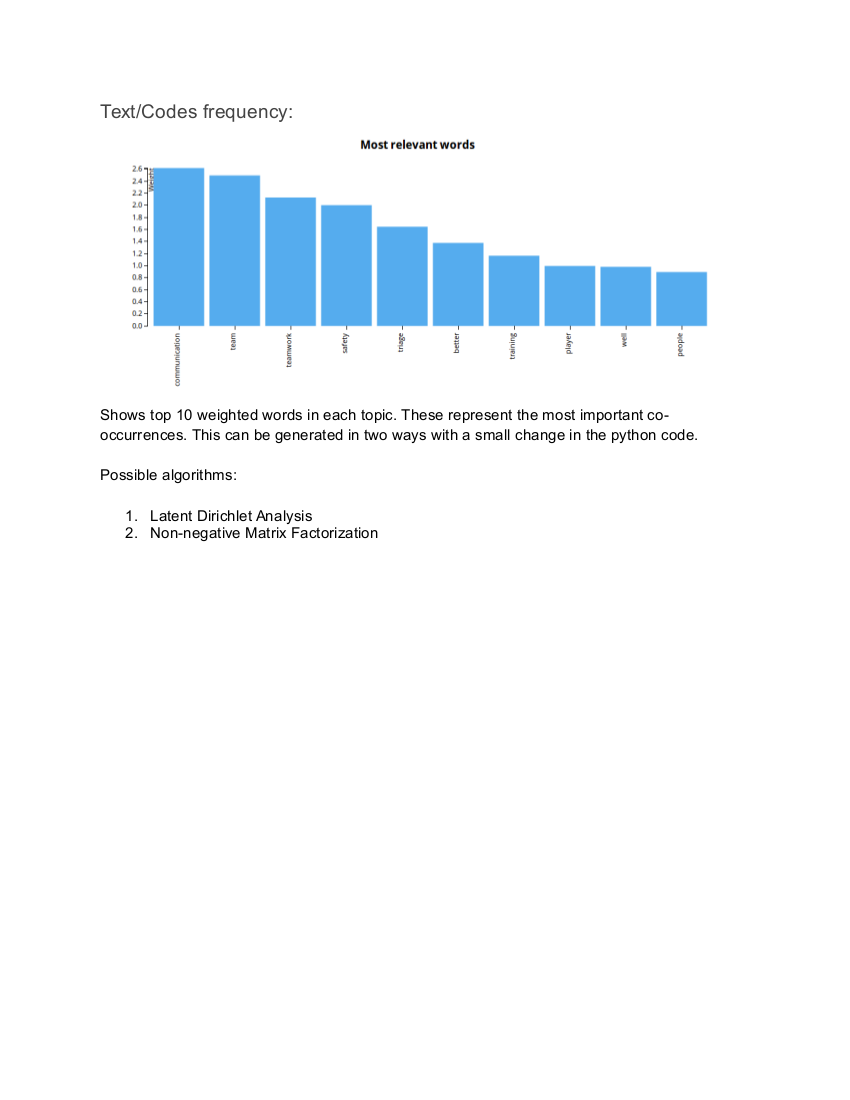 Text/Codes frequency:
Most relevant words
Weight
2.6
2.4
2.2
2.0
1.8
1.6
1.4
1.2
1.0
0.8
0.6
0.4
0.2
0.0
communication
team
teamwork
safety
triage
better
training
player
well
people
Shows top 10 weighted words in each topic. These represent the most important co-
occurrences. This can be generated in two ways with a small change in the python code.
Possible algorithms:
1. Latent Dirichlet Analysis
2. Non-negative Matrix Factorization